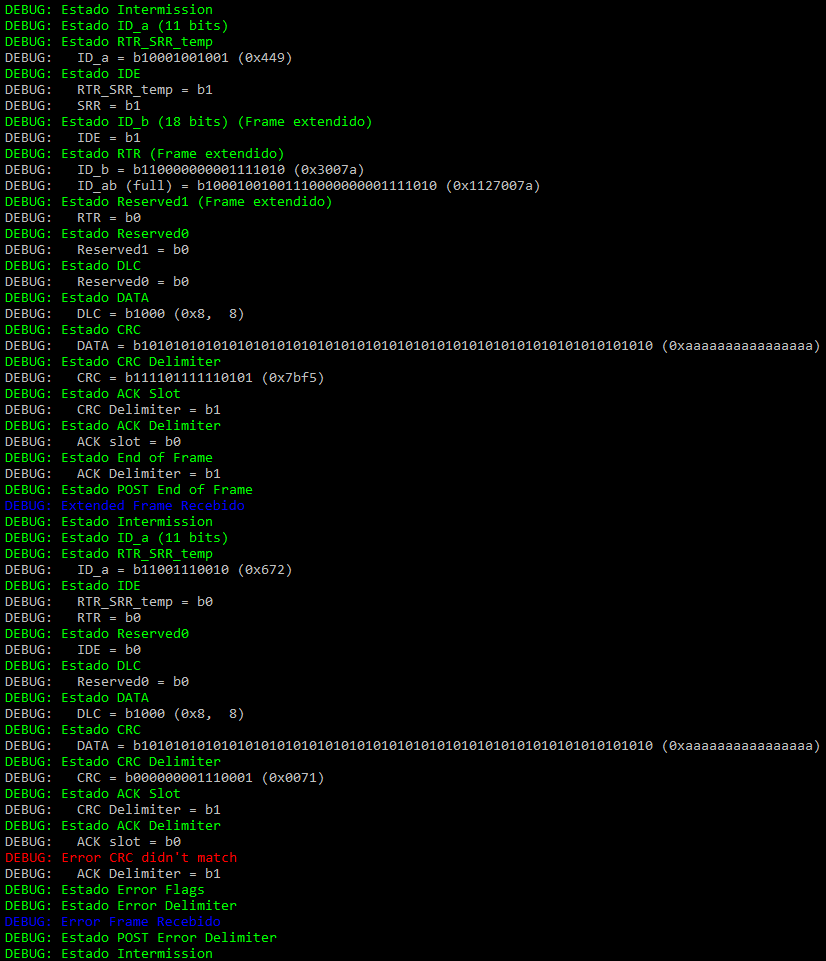 DEBUG: Estado Intermission
DEBUG: Estado ID_a (11 bits)
DEBUG: Estado RTR_SRR_temp
DEBUG:   ID_a = b10001001001 (0x449)
DEBUG: Estado IDE
DEBUG:   RTR_SRR_temp = b1
DEBUG:   SRR = b1
DEBUG: Estado ID_b (18 bits) (Frame extendido)
DEBUG:   IDE = b1
DEBUG: Estado RTR (Frame extendido)
DEBUG:   ID_b = b110000000001111010 (0x3007a)
DEBUG:   ID_ab (full) = b10001001001110000000001111010 (0x1127007a)
DEBUG: Estado Reserved1 (Frame extendido)
DEBUG:   RTR = b0
DEBUG: Estado Reserved0
DEBUG:   Reserved1 = b0
DEBUG: Estado DLC
DEBUG:   Reserved0 = b0
DEBUG: Estado DATA
DEBUG:   DLC = b1000 (0x8,  8)
DEBUG: Estado CRC
DEBUG:   DATA = b1010101010101010101010101010101010101010101010101010101010101010 (0xaaaaaaaaaaaaaaaa)
DEBUG: Estado CRC Delimiter
DEBUG:   CRC = b111101111110101 (0x7bf5)
DEBUG: Estado ACK Slot
DEBUG:   CRC Delimiter = b1
DEBUG: Estado ACK Delimiter
DEBUG:   ACK slot = b0
DEBUG: Estado End of Frame
DEBUG:   ACK Delimiter = b1
DEBUG: Estado POST End of Frame
DEBUG: Extended Frame Recebido
DEBUG: Estado Intermission
DEBUG: Estado ID_a (11 bits)
DEBUG: Estado RTR_SRR_temp
DEBUG:   ID_a = b11001110010 (0x672)
DEBUG: Estado IDE
DEBUG:   RTR_SRR_temp = b0
DEBUG:   RTR = b0
DEBUG: Estado Reserved0
DEBUG:   IDE = b0
DEBUG: Estado DLC
DEBUG:   Reserved0 = b0
DEBUG: Estado DATA
DEBUG:   DLC = b1000 (0x8,  8)
DEBUG: Estado CRC
DEBUG:   DATA = b1010101010101010101010101010101010101010101010101010101010101010 (0xaaaaaaaaaaaaaaaa)
DEBUG: Estado CRC Delimiter
DEBUG:   CRC = b000000001110001 (0x0071)
DEBUG: Estado ACK Slot
DEBUG:   CRC Delimiter = b1
DEBUG: Estado ACK Delimiter
DEBUG:   ACK slot = b0
DEBUG: Error CRC didn't match
DEBUG:   ACK Delimiter = b1
DEBUG: Estado Error Flags
DEBUG: Estado Error Delimiter
DEBUG: Error Frame Recebido
DEBUG: Estado POST Error Delimiter
DEBUG: Estado Intermission